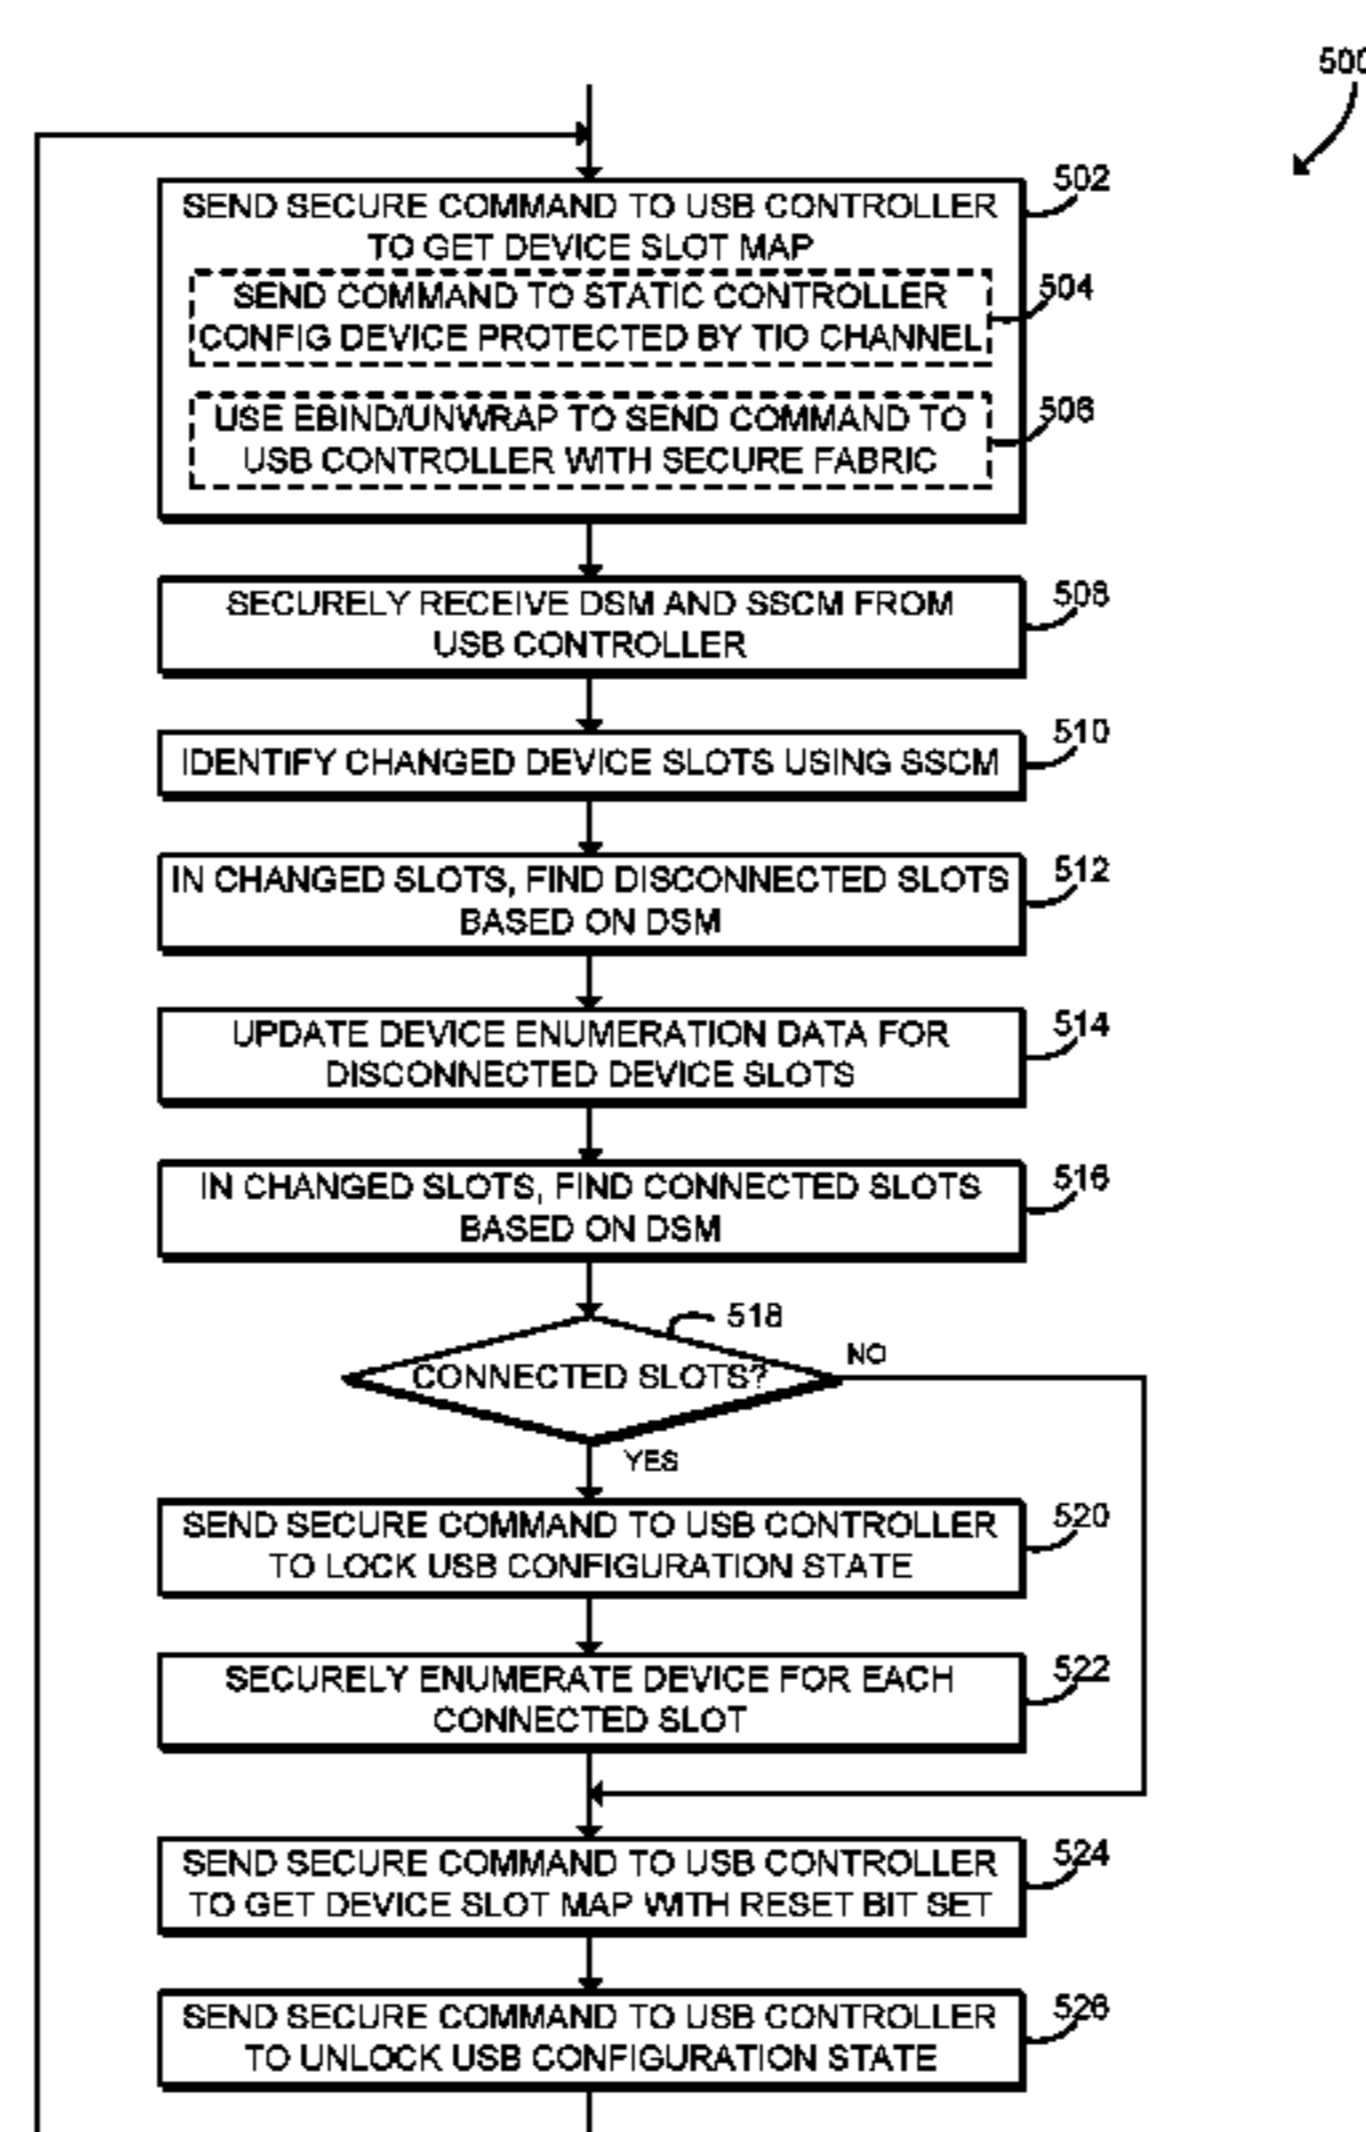 500
SEND SECURE COMMAND TO USB CONTROLLER
TO GET DEVICE SLOT MAP
502
SEND COMMAND TO STATIC CONTROLLER
CONFIG DEVICE PROTECTED BY TIO CHANNEL
504
USE EBIND/UNWRAP TO SEND COMMAND TO
USB CONTROLLER WITH SECURE FABRIC
506
SECURELY RECEIVE DSM AND SSCM FROM
USB CONTROLLER
508
IDENTIFY CHANGED DEVICE SLOTS USING SSCM
510
IN CHANGED SLOTS, FIND DISCONNECTED SLOTS
BASED ON DSM
512
UPDATE DEVICE ENUMERATION DATA FOR
DISCONNECTED DEVICE SLOTS
514
IN CHANGED SLOTS, FIND CONNECTED SLOTS
BASED ON DSM
516
518
CONNECTED SLOTS?
NO
YES
SEND SECURE COMMAND TO USB CONTROLLER
TO LOCK USB CONFIGURATION STATE
520
SECURELY ENUMERATE DEVICE FOR EACH
CONNECTED SLOT
522
SEND SECURE COMMAND TO USB CONTROLLER
TO GET DEVICE SLOT MAP WITH RESET BIT SET
524
SEND SECURE COMMAND TO USB CONTROLLER
TO UNLOCK USB CONFIGURATION STATE
526